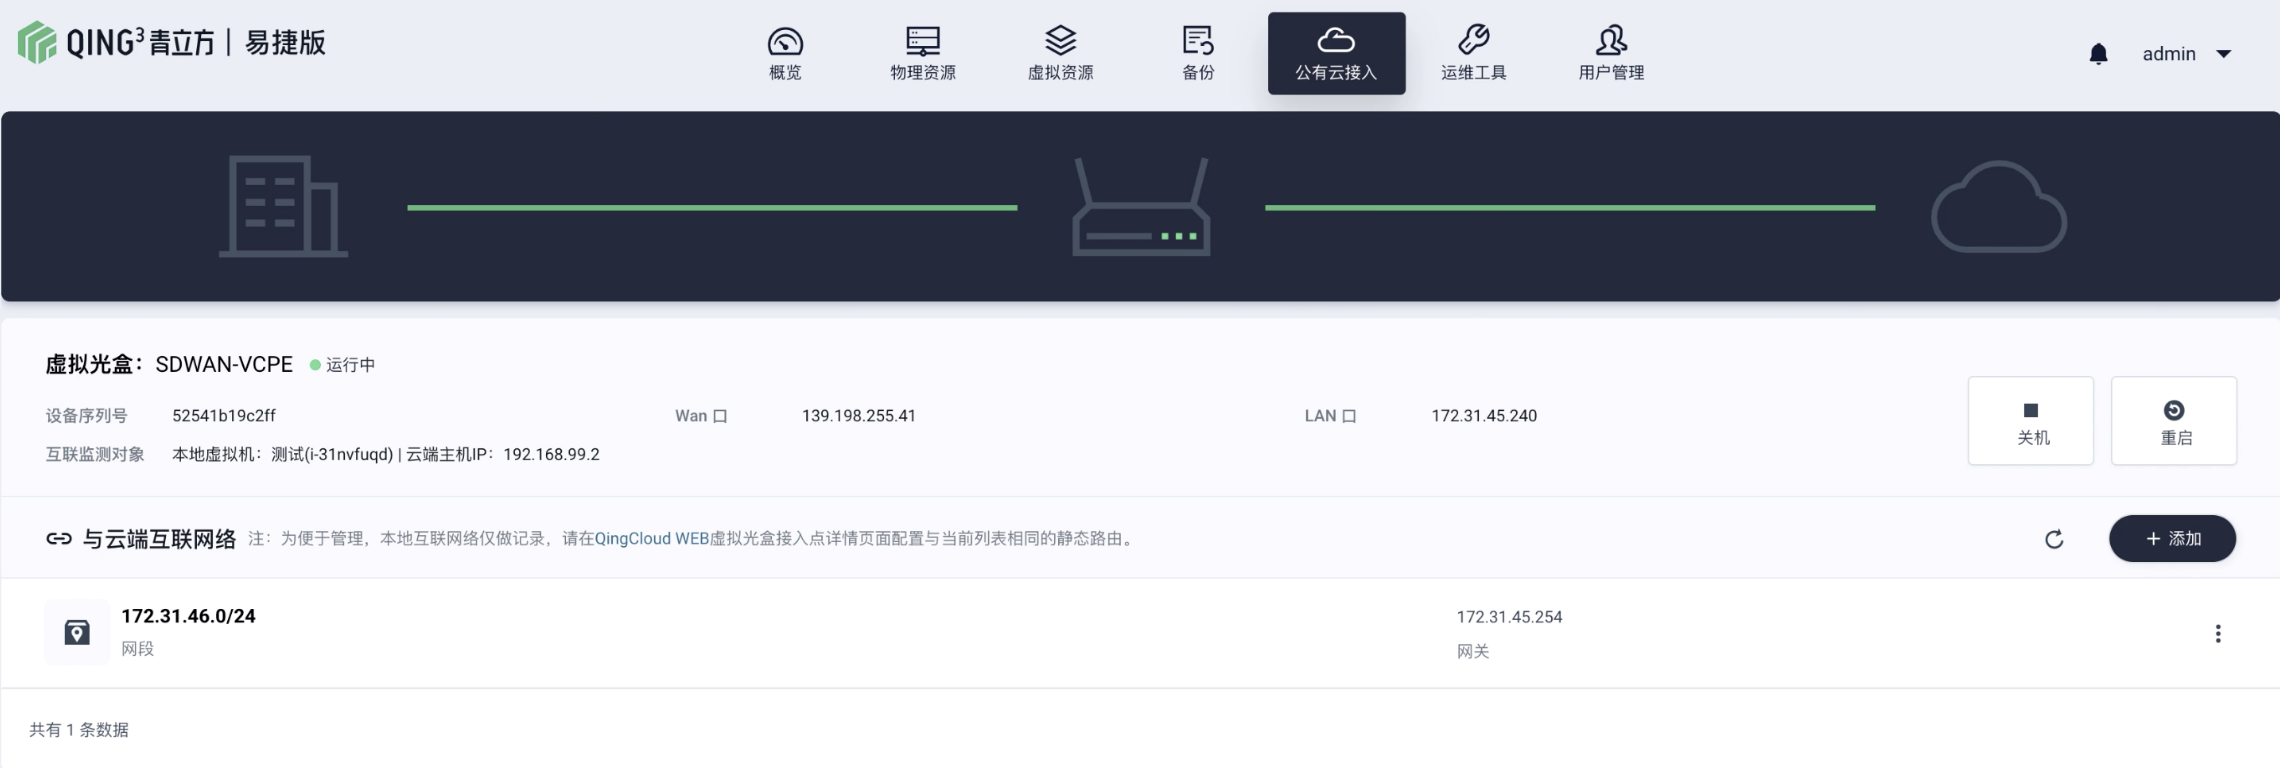 QING³青立方 | 易捷版
概览
物理资源
虚拟资源
备份
公有云接入
运维工具
用户管理
admin
虚拟光盒： SDWAN-VCPE 运行中
设备序列号 52541b19c2ff Wan 口 139.198.255.41 LAN 口 172.31.45.240
互联监测对象 本地虚拟机：测试(i-31nvfuqd) | 云端主机IP：192.168.99.2
关机
重启
与云端互联网络 注：为便于管理，本地互联网络仅做记录，请在QingCloud WEB虚拟光盒接入点详情页面配置与当前列表相同的静态路由。
+ 添加
172.31.46.0/24 172.31.45.254
网段 网关
共有 1 条数据